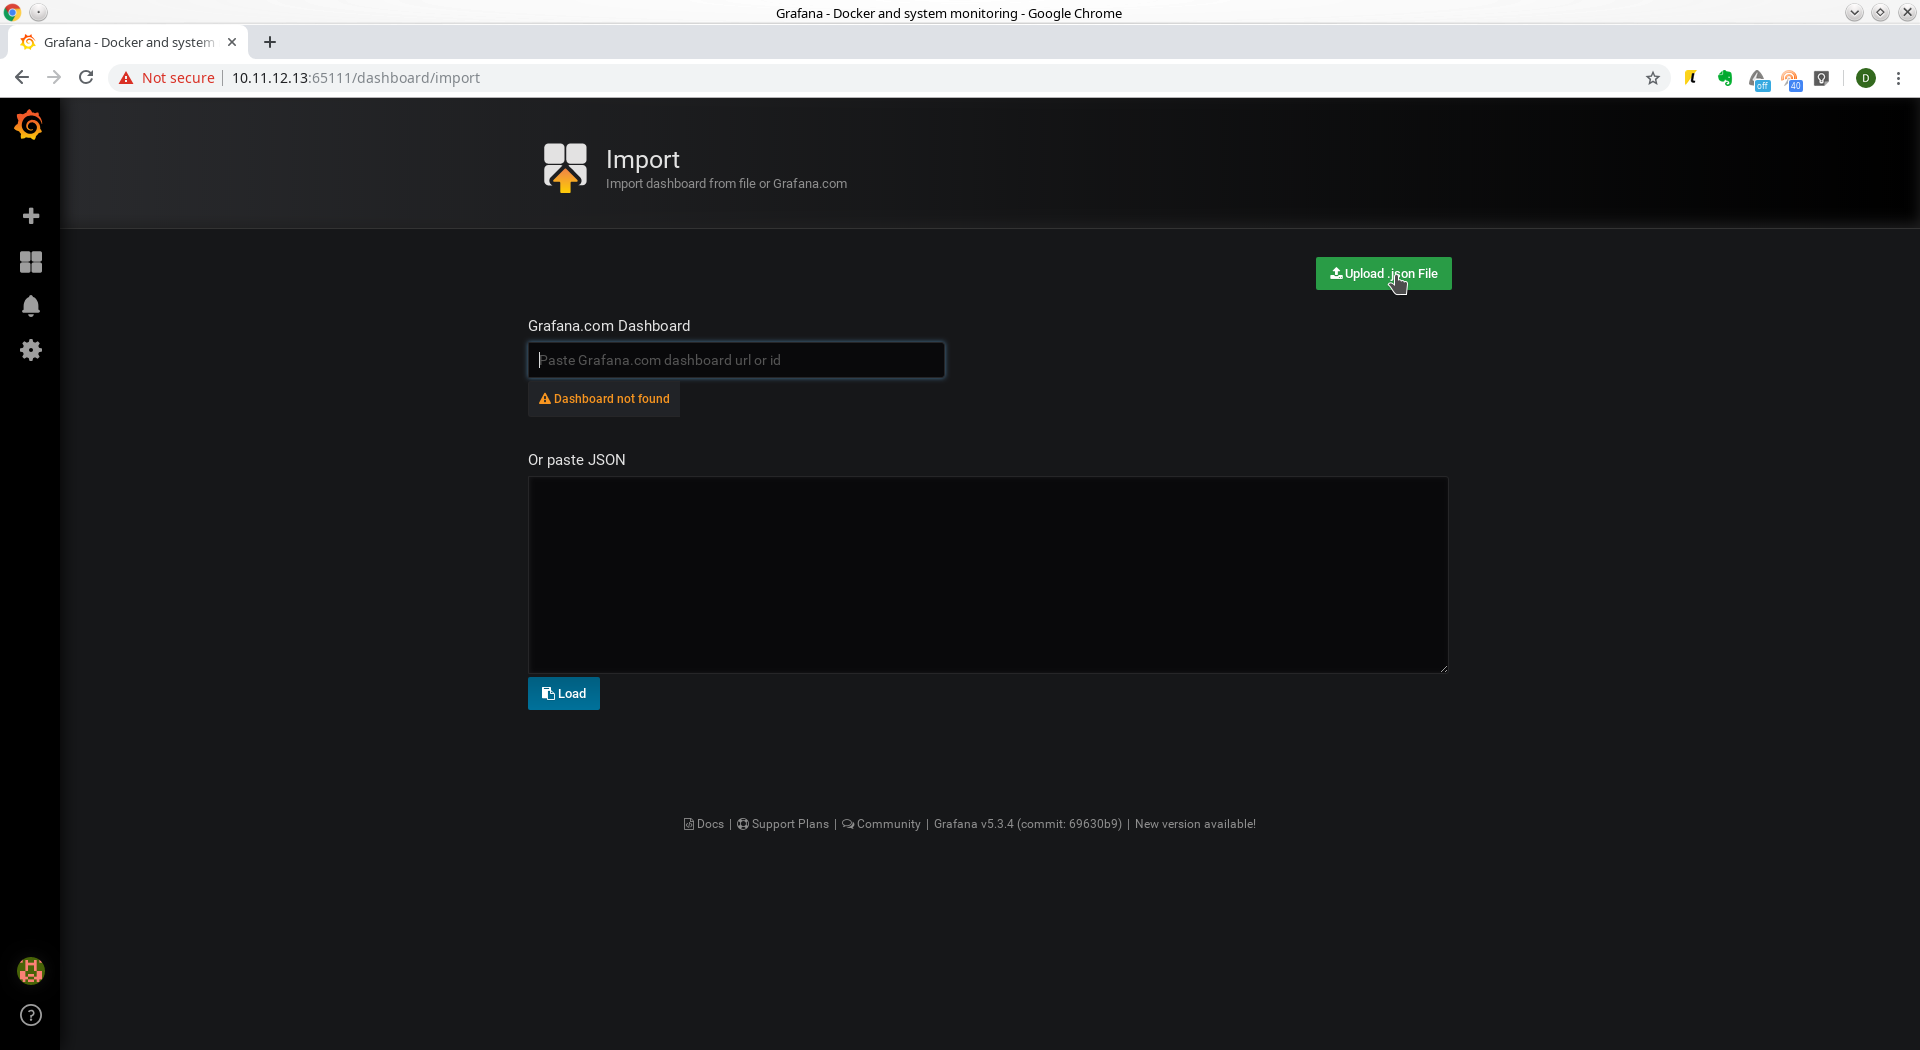 Grafana - Docker and system monitoring - Google Chrome
Grafana - Docker and system
Not secure
10.11.12.13:65111/dashboard/import
off
40
D
Import
Import dashboard from file or Grafana.com
Upload .json File
Grafana.com Dashboard
Paste Grafana.com dashboard url or id
Dashboard not found
Or paste JSON
Load
Docs | Support Plans | Community | Grafana v5.3.4 (commit: 69630b9) | New version available!
?